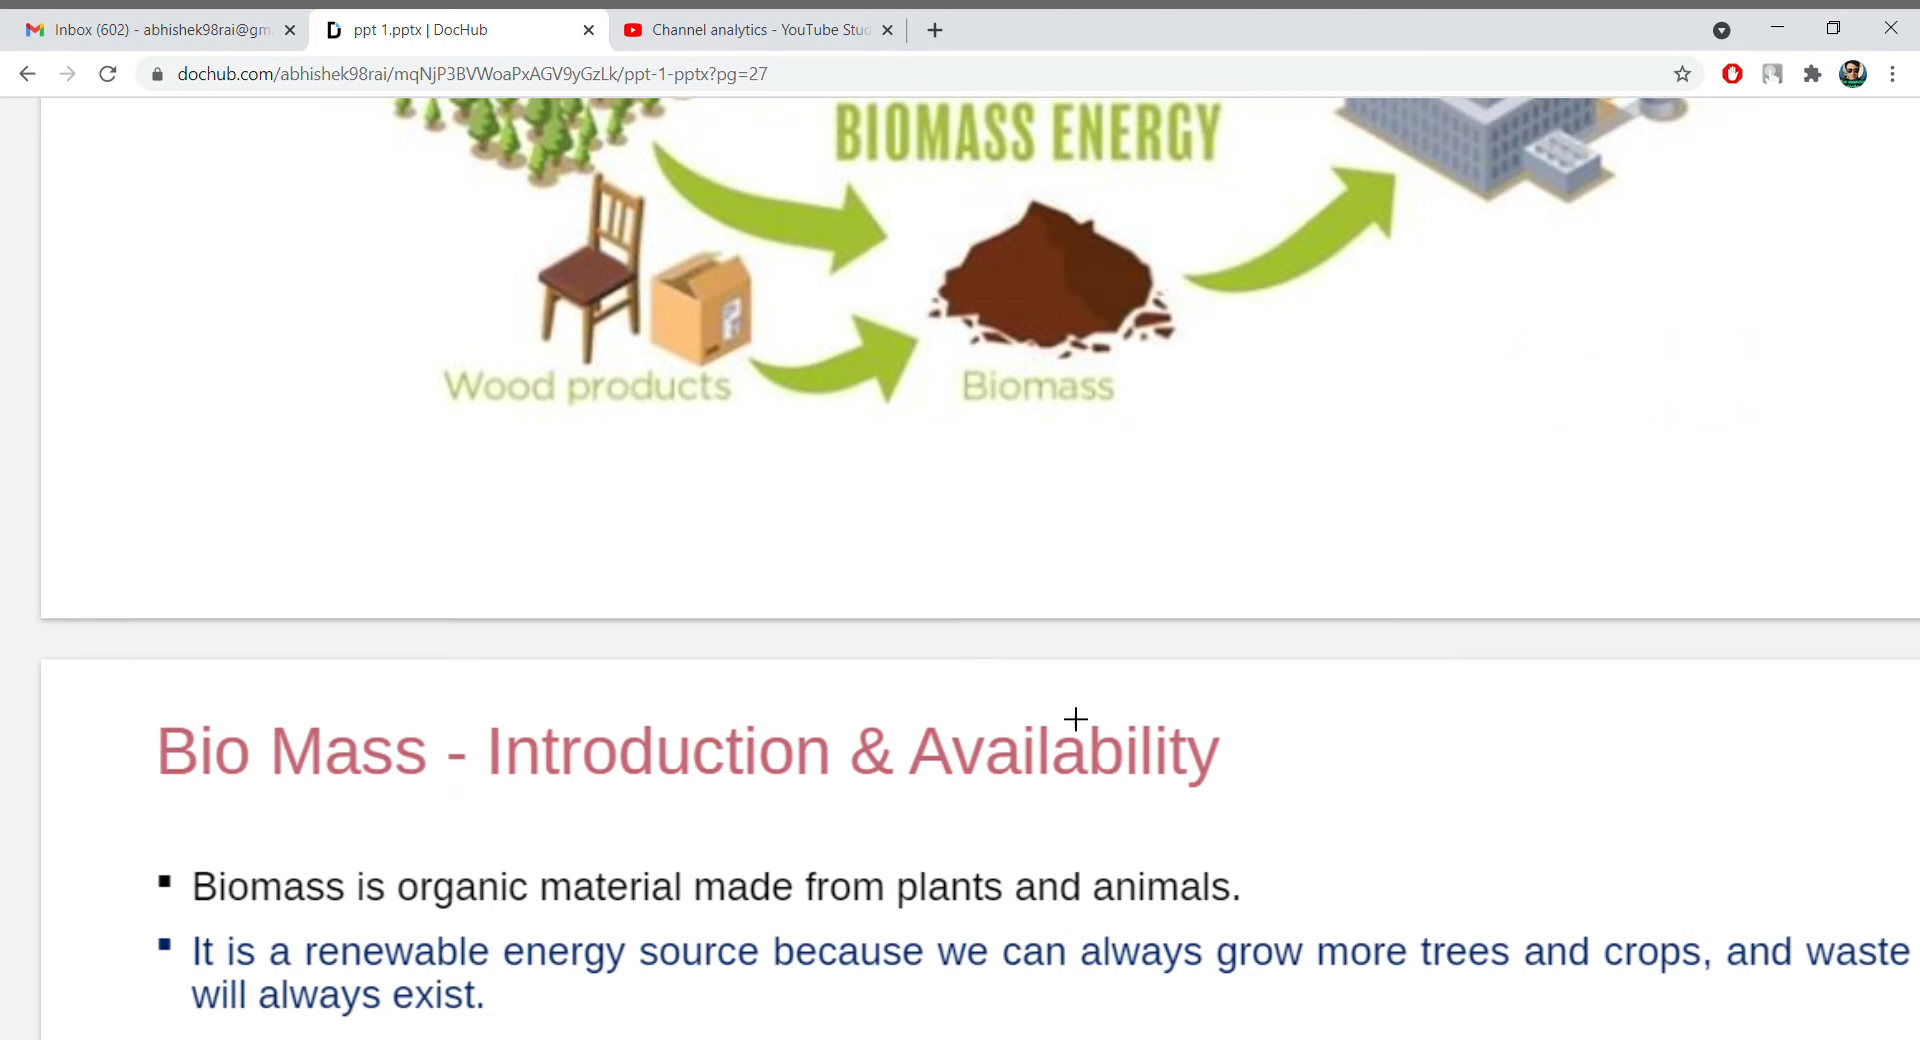 Inbox (602) - abhishek98rai@gm
ppt 1.pptx | DocHub
Channel analytics - YouTube Stud
dochub.com/abhishek98rai/mqNjP3BVWoaPxAGV9yGzLk/ppt-1-pptx?pg=27
BIOMASS ENERGY
Wood products
Biomass
Bio Mass - Introduction & Availability
▪ Biomass is organic material made from plants and animals.
▪ It is a renewable energy source because we can always grow more trees and crops, and waste
will always exist.